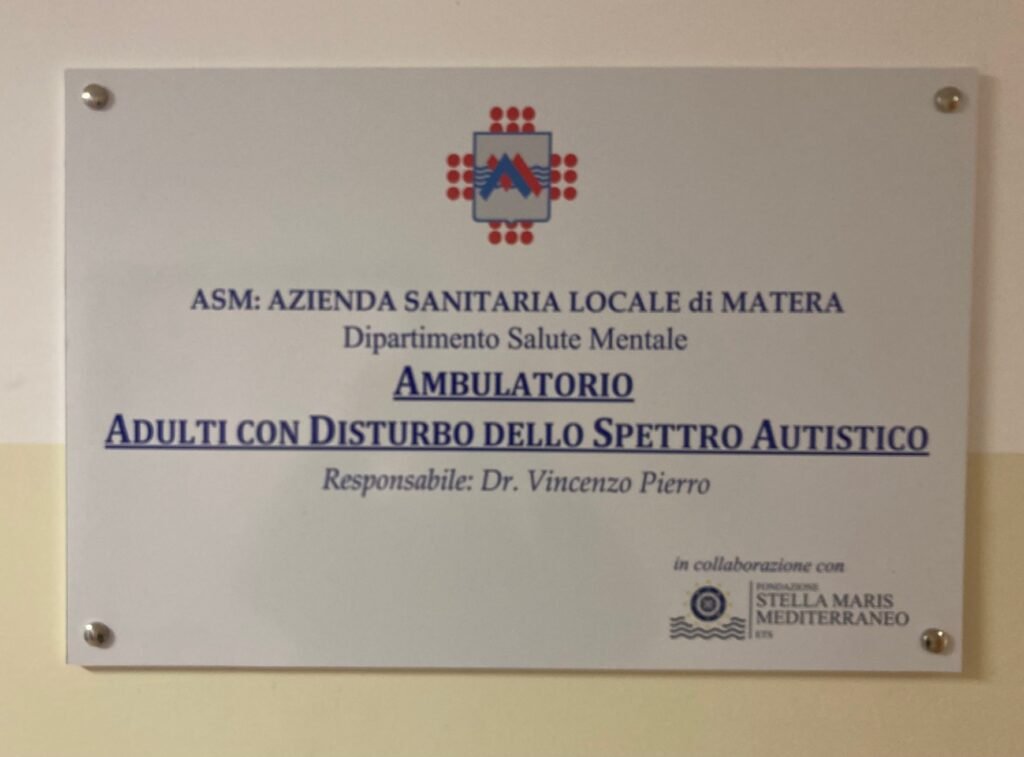 ASM: AZIENDA SANITARIA LOCALE di MATERA
Dipartimento Salute Mentale
AMBULATORIO
ADULTI CON DISTURBO DELLO SPETTRO AUTISTICO
Responsabile: Dr. Vincenzo Pierro
in collaborazione con
FONDAZIONE
STELLA MARIS
MEDITERRANEO
ETS